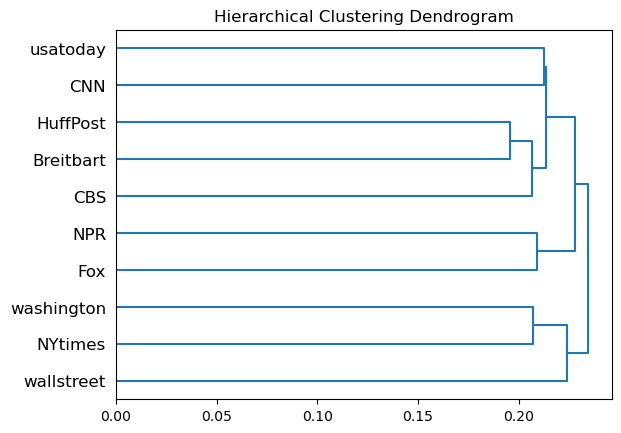 Hierarchical Clustering Dendrogram
usatoday
CNN
HuffPost
Breitbart
CBS
NPR
Fox
washington
NYtimes
wallstreet
0.00 0.05 0.10 0.15 0.20